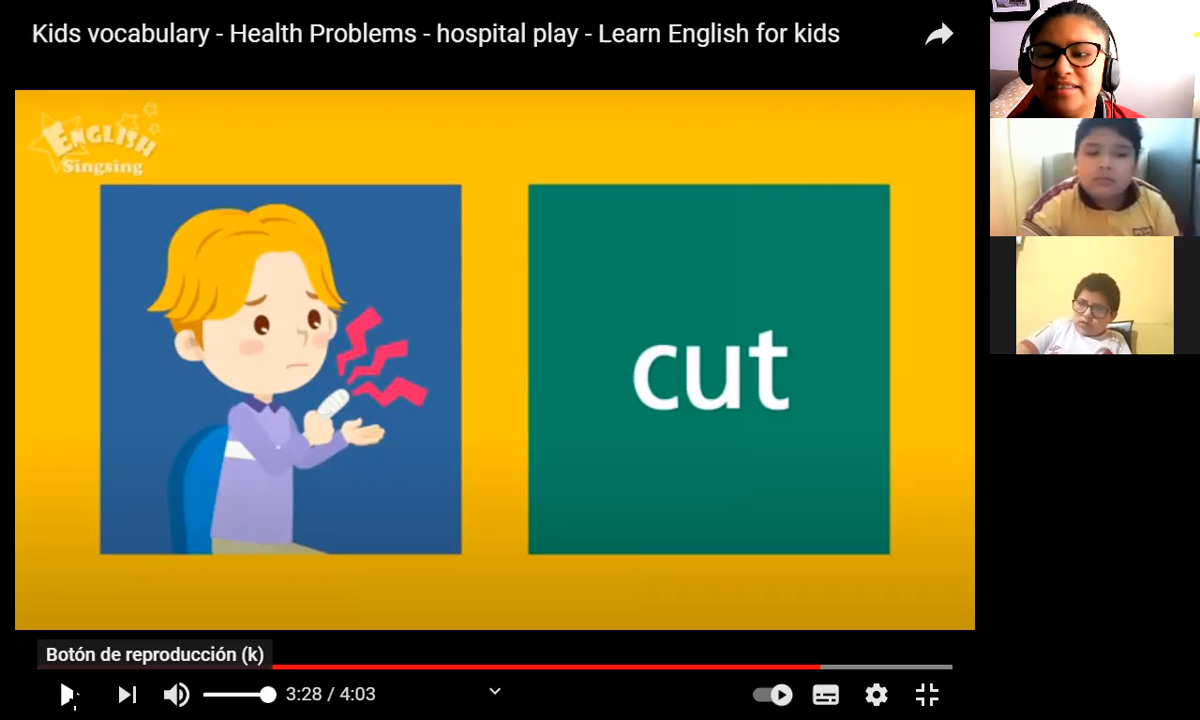 Kids vocabulary - Health Problems - hospital play - Learn English for kids
ENGLISH
Singsing
cut
Botón de reproducción (k)
3:28 / 4:03